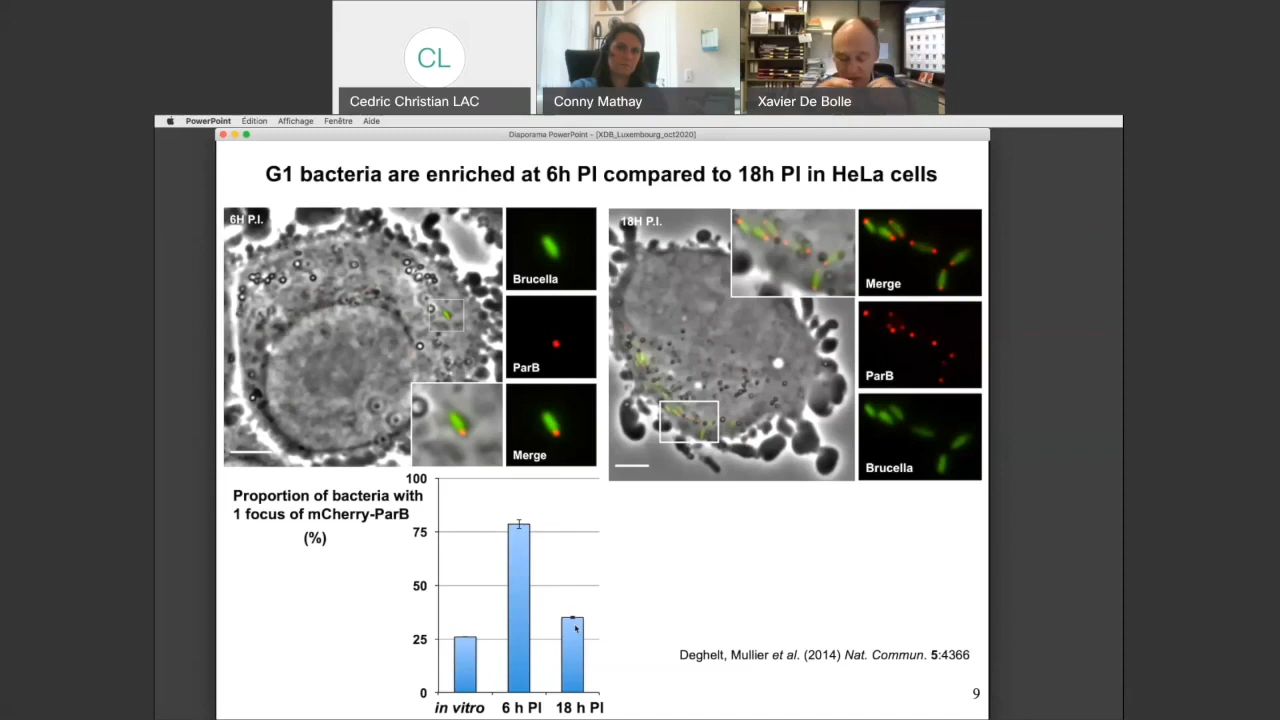 CL
Cedric Christian LAC
Conny Mathay
Xavier De Bolle
PowerPoint Édition Affichage Fenêtre Aide
Diaporama PowerPoint - [XDB_Luxembourg_oct2020]
G1 bacteria are enriched at 6h PI compared to 18h PI in HeLa cells
6H P.I.
Brucella
ParB
Merge
18H P.I.
Merge
ParB
Brucella
Proportion of bacteria with
1 focus of mCherry-ParB
(%)
100
75
50
25
0
in vitro 6 h PI 18 h PI
Deghelt, Mullier et al. (2014) Nat. Commun. 5:4366
9